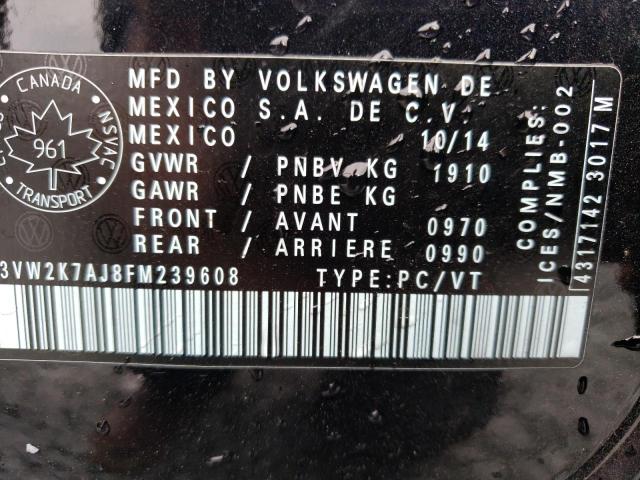 CANADA
NSVAC
961
TRANSPORT
MFD BY VOLKSWAGEN DE
MEXICO S.A. DE C.V.
MEXICO 10/14
GVWR / PNBV KG 1910
GAWR / PNBE KG
FRONT / AVANT 0970
REAR / ARRIERE 0990
3VW2K7AJ8FM239608 TYPE:PC/VT
COMPLIES:
ICES/NMB-002
4317142 3017 M